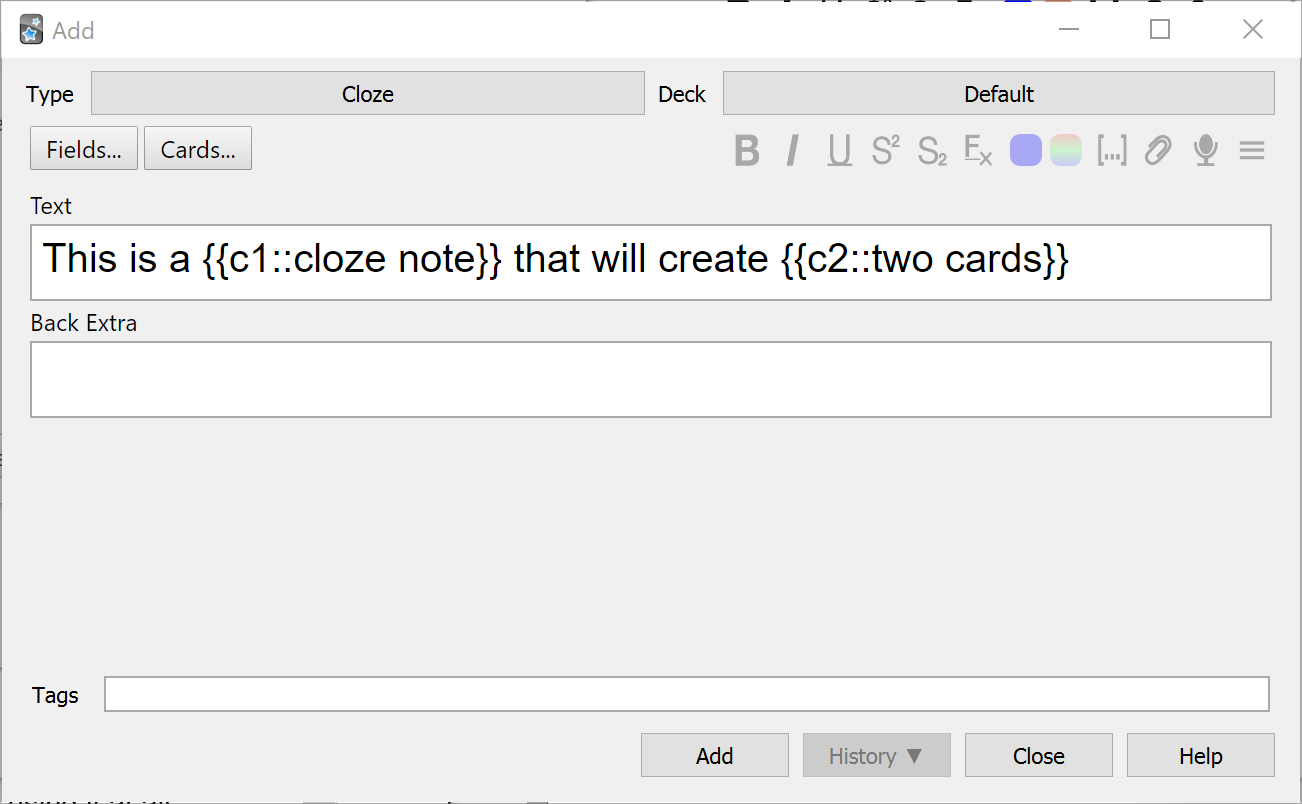 Add
Type Cloze Deck Default
Fields... Cards... B I U S² S₂ Fx [...]
Text
This is a {{c1::cloze note}} that will create {{c2::two cards}}
Back Extra
Tags
Add History ▼ Close Help